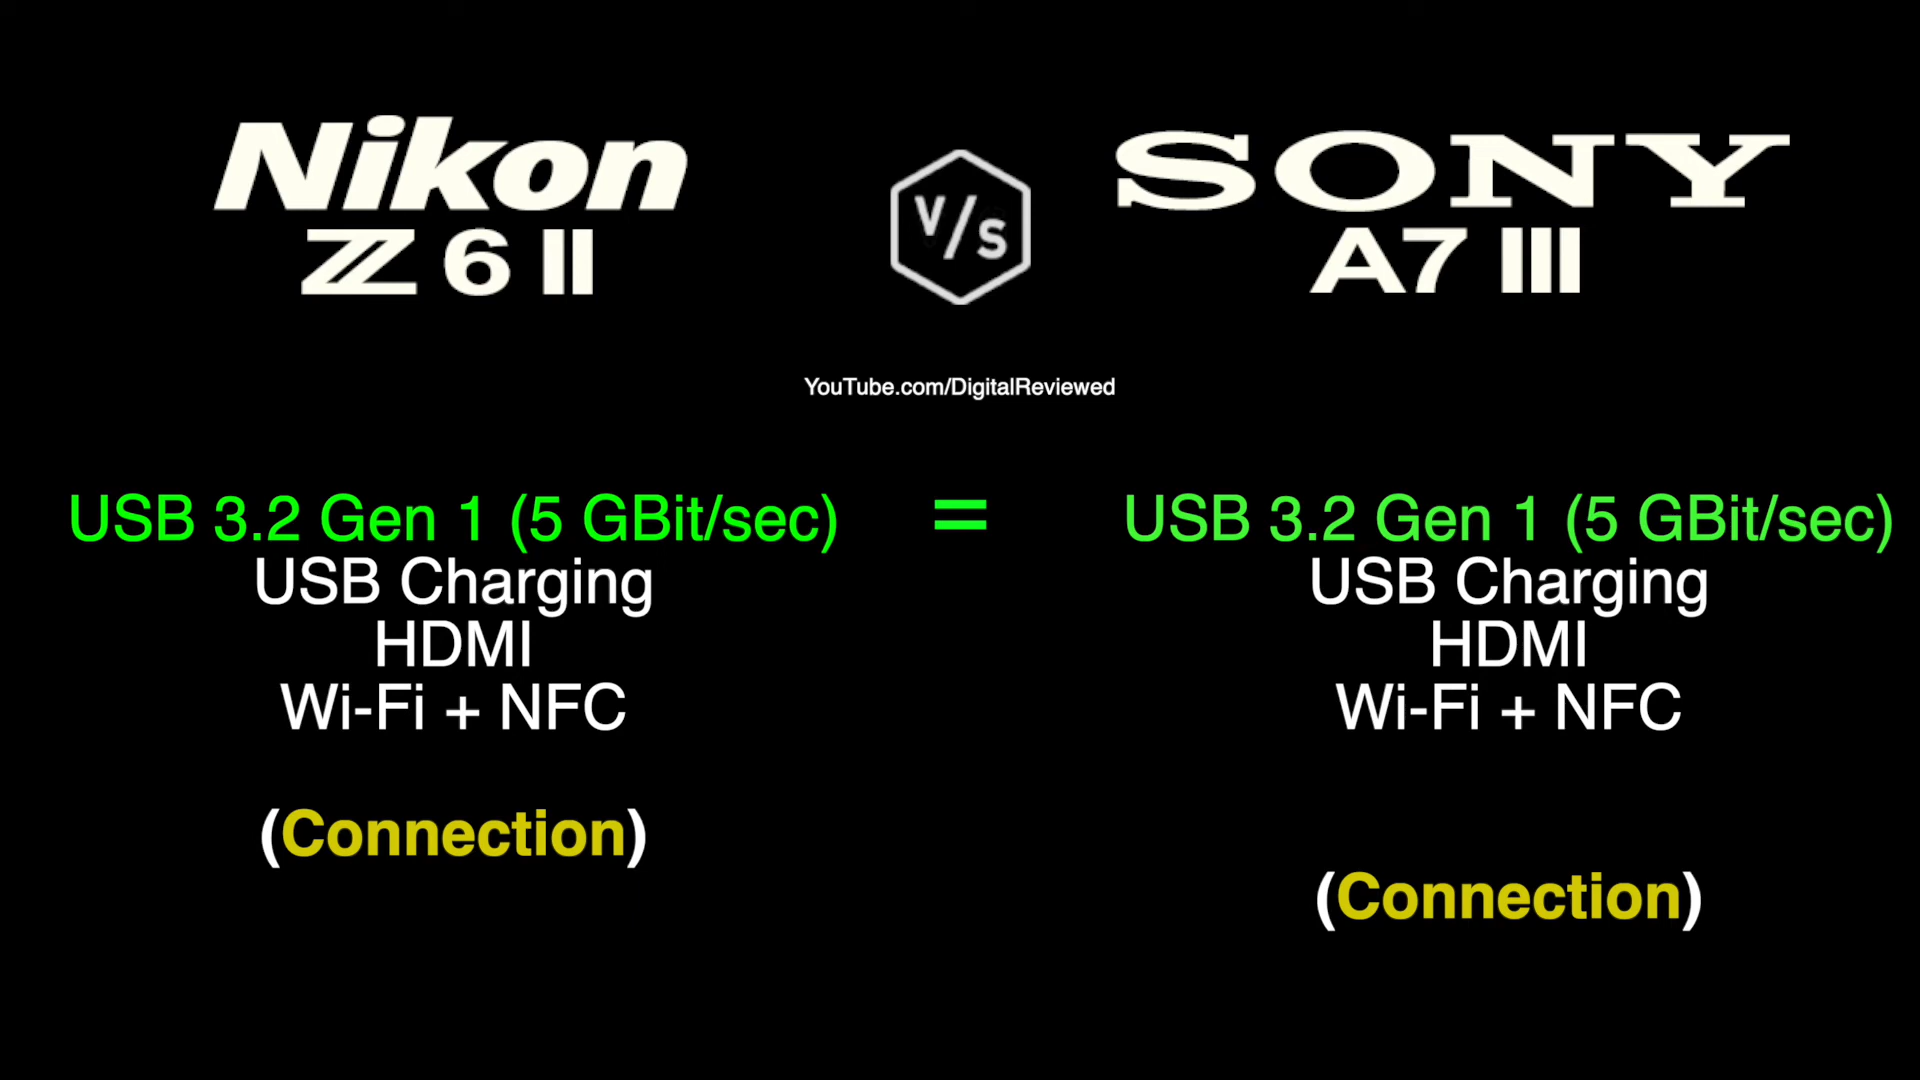 Nikon
Z 6 II
V/S
SONY
A7 III
YouTube.com/DigitalReviewed
USB 3.2 Gen 1 (5 GBit/sec)
USB Charging
HDMI
Wi-Fi + NFC
(Connection)
=
USB 3.2 Gen 1 (5 GBit/sec)
USB Charging
HDMI
Wi-Fi + NFC
(Connection)